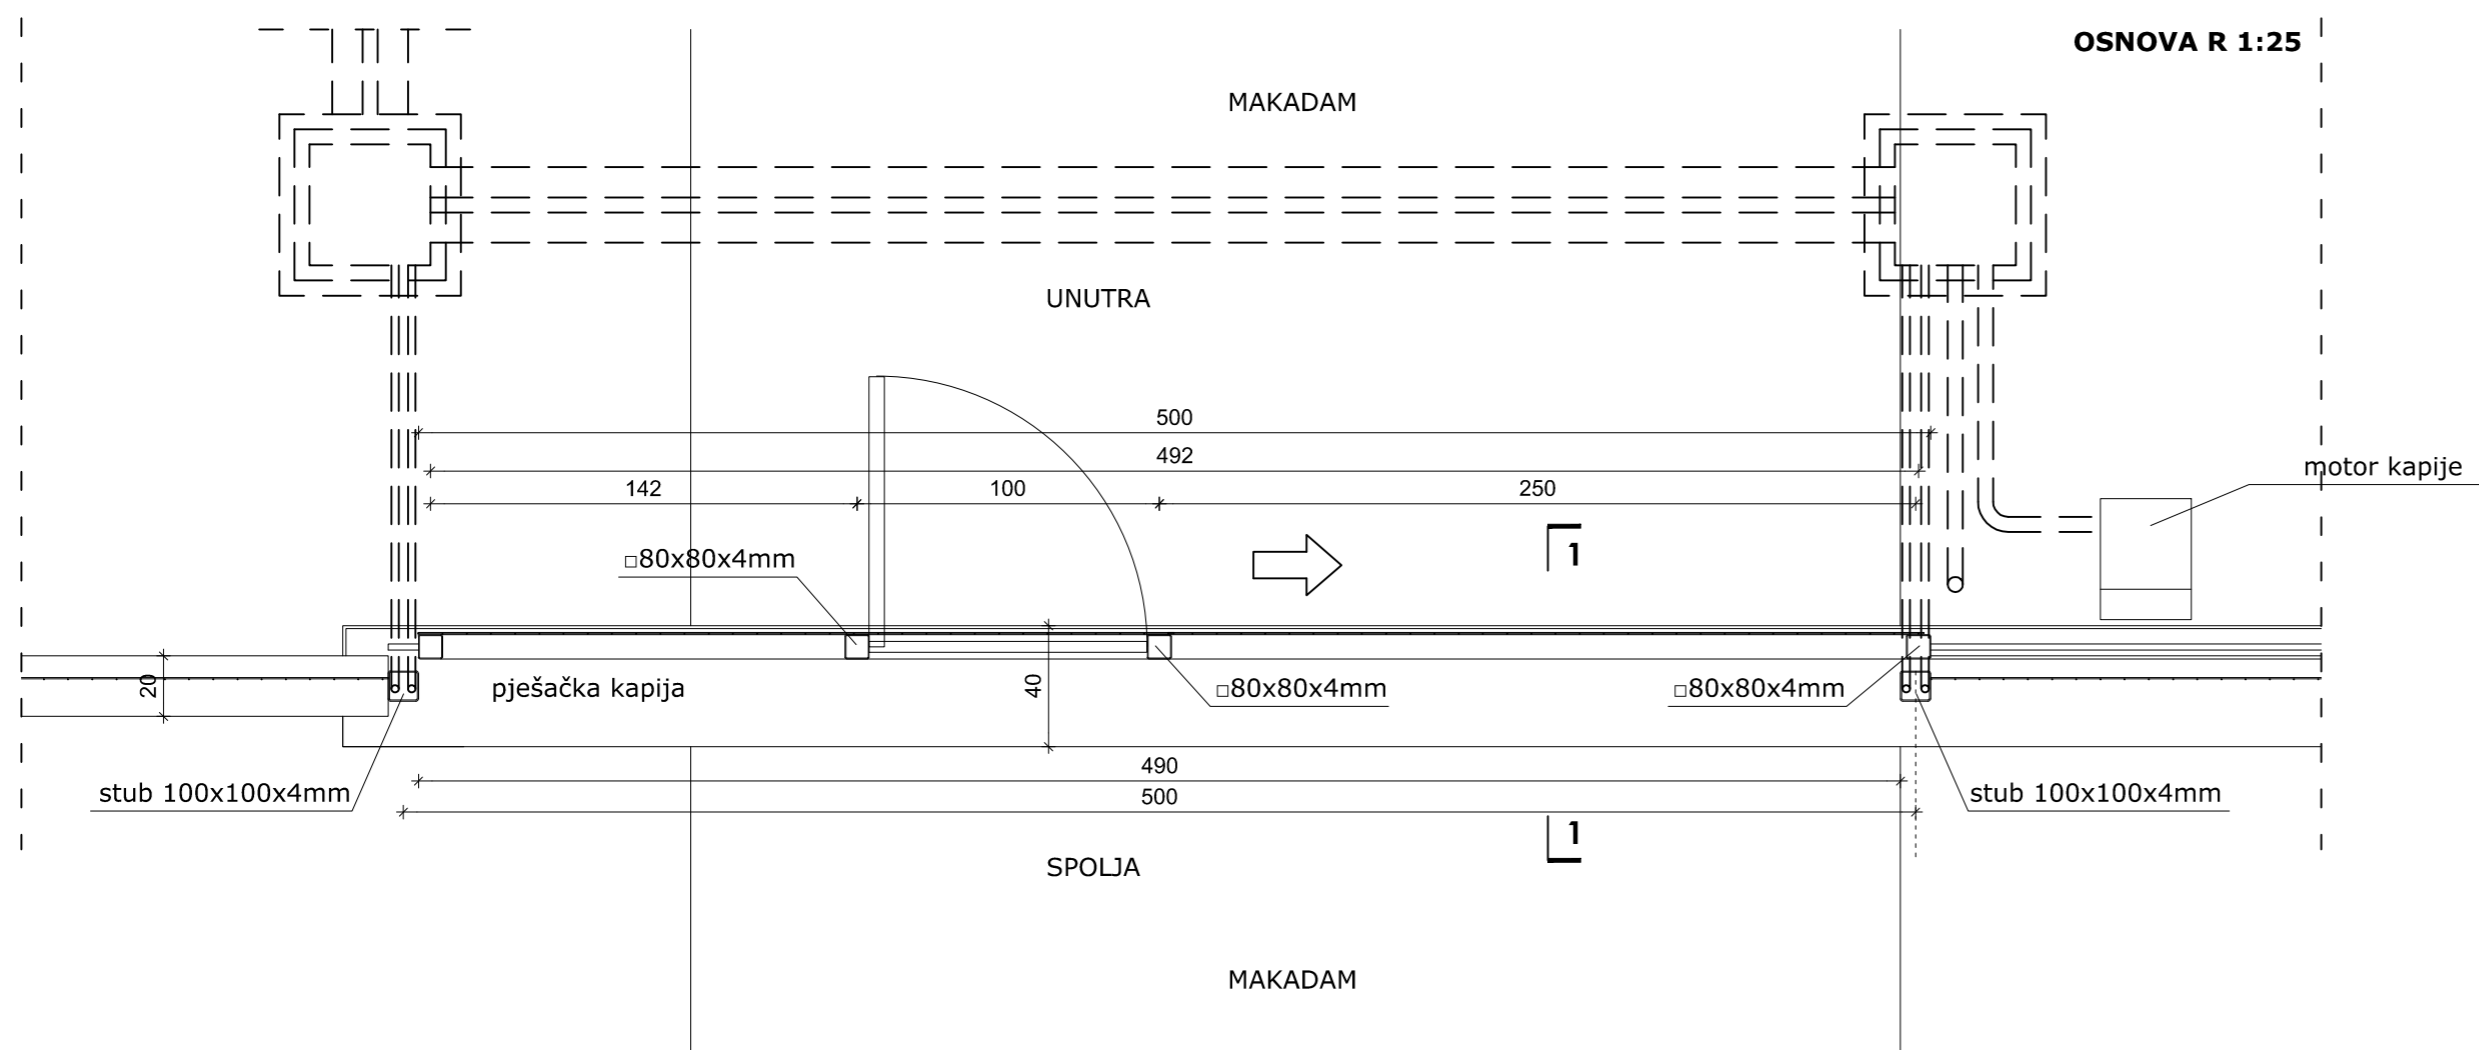 OSNOVA R 1:25
MAKADAM
UNUTRA
500
492
142
100
250
motor kapije
1
□80x80x4mm
20
pješačka kapija
40
□80x80x4mm
□80x80x4mm
490
500
stub 100x100x4mm
stub 100x100x4mm
1
SPOLJA
MAKADAM